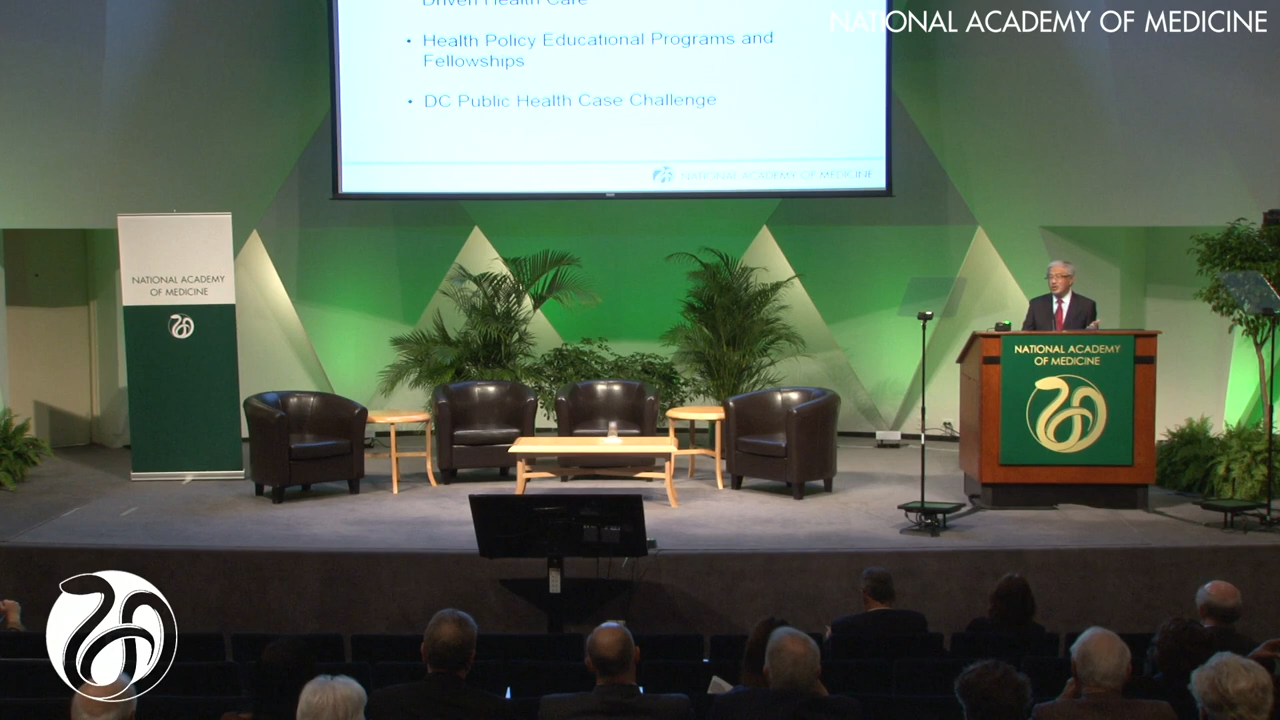 Driven Health Care
NATIONAL ACADEMY OF MEDICINE
• Health Policy Educational Programs and
Fellowships
• DC Public Health Case Challenge
NATIONAL ACADEMY OF MEDICINE
NATIONAL ACADEMY
OF MEDICINE
NATIONAL ACADEMY
OF MEDICINE